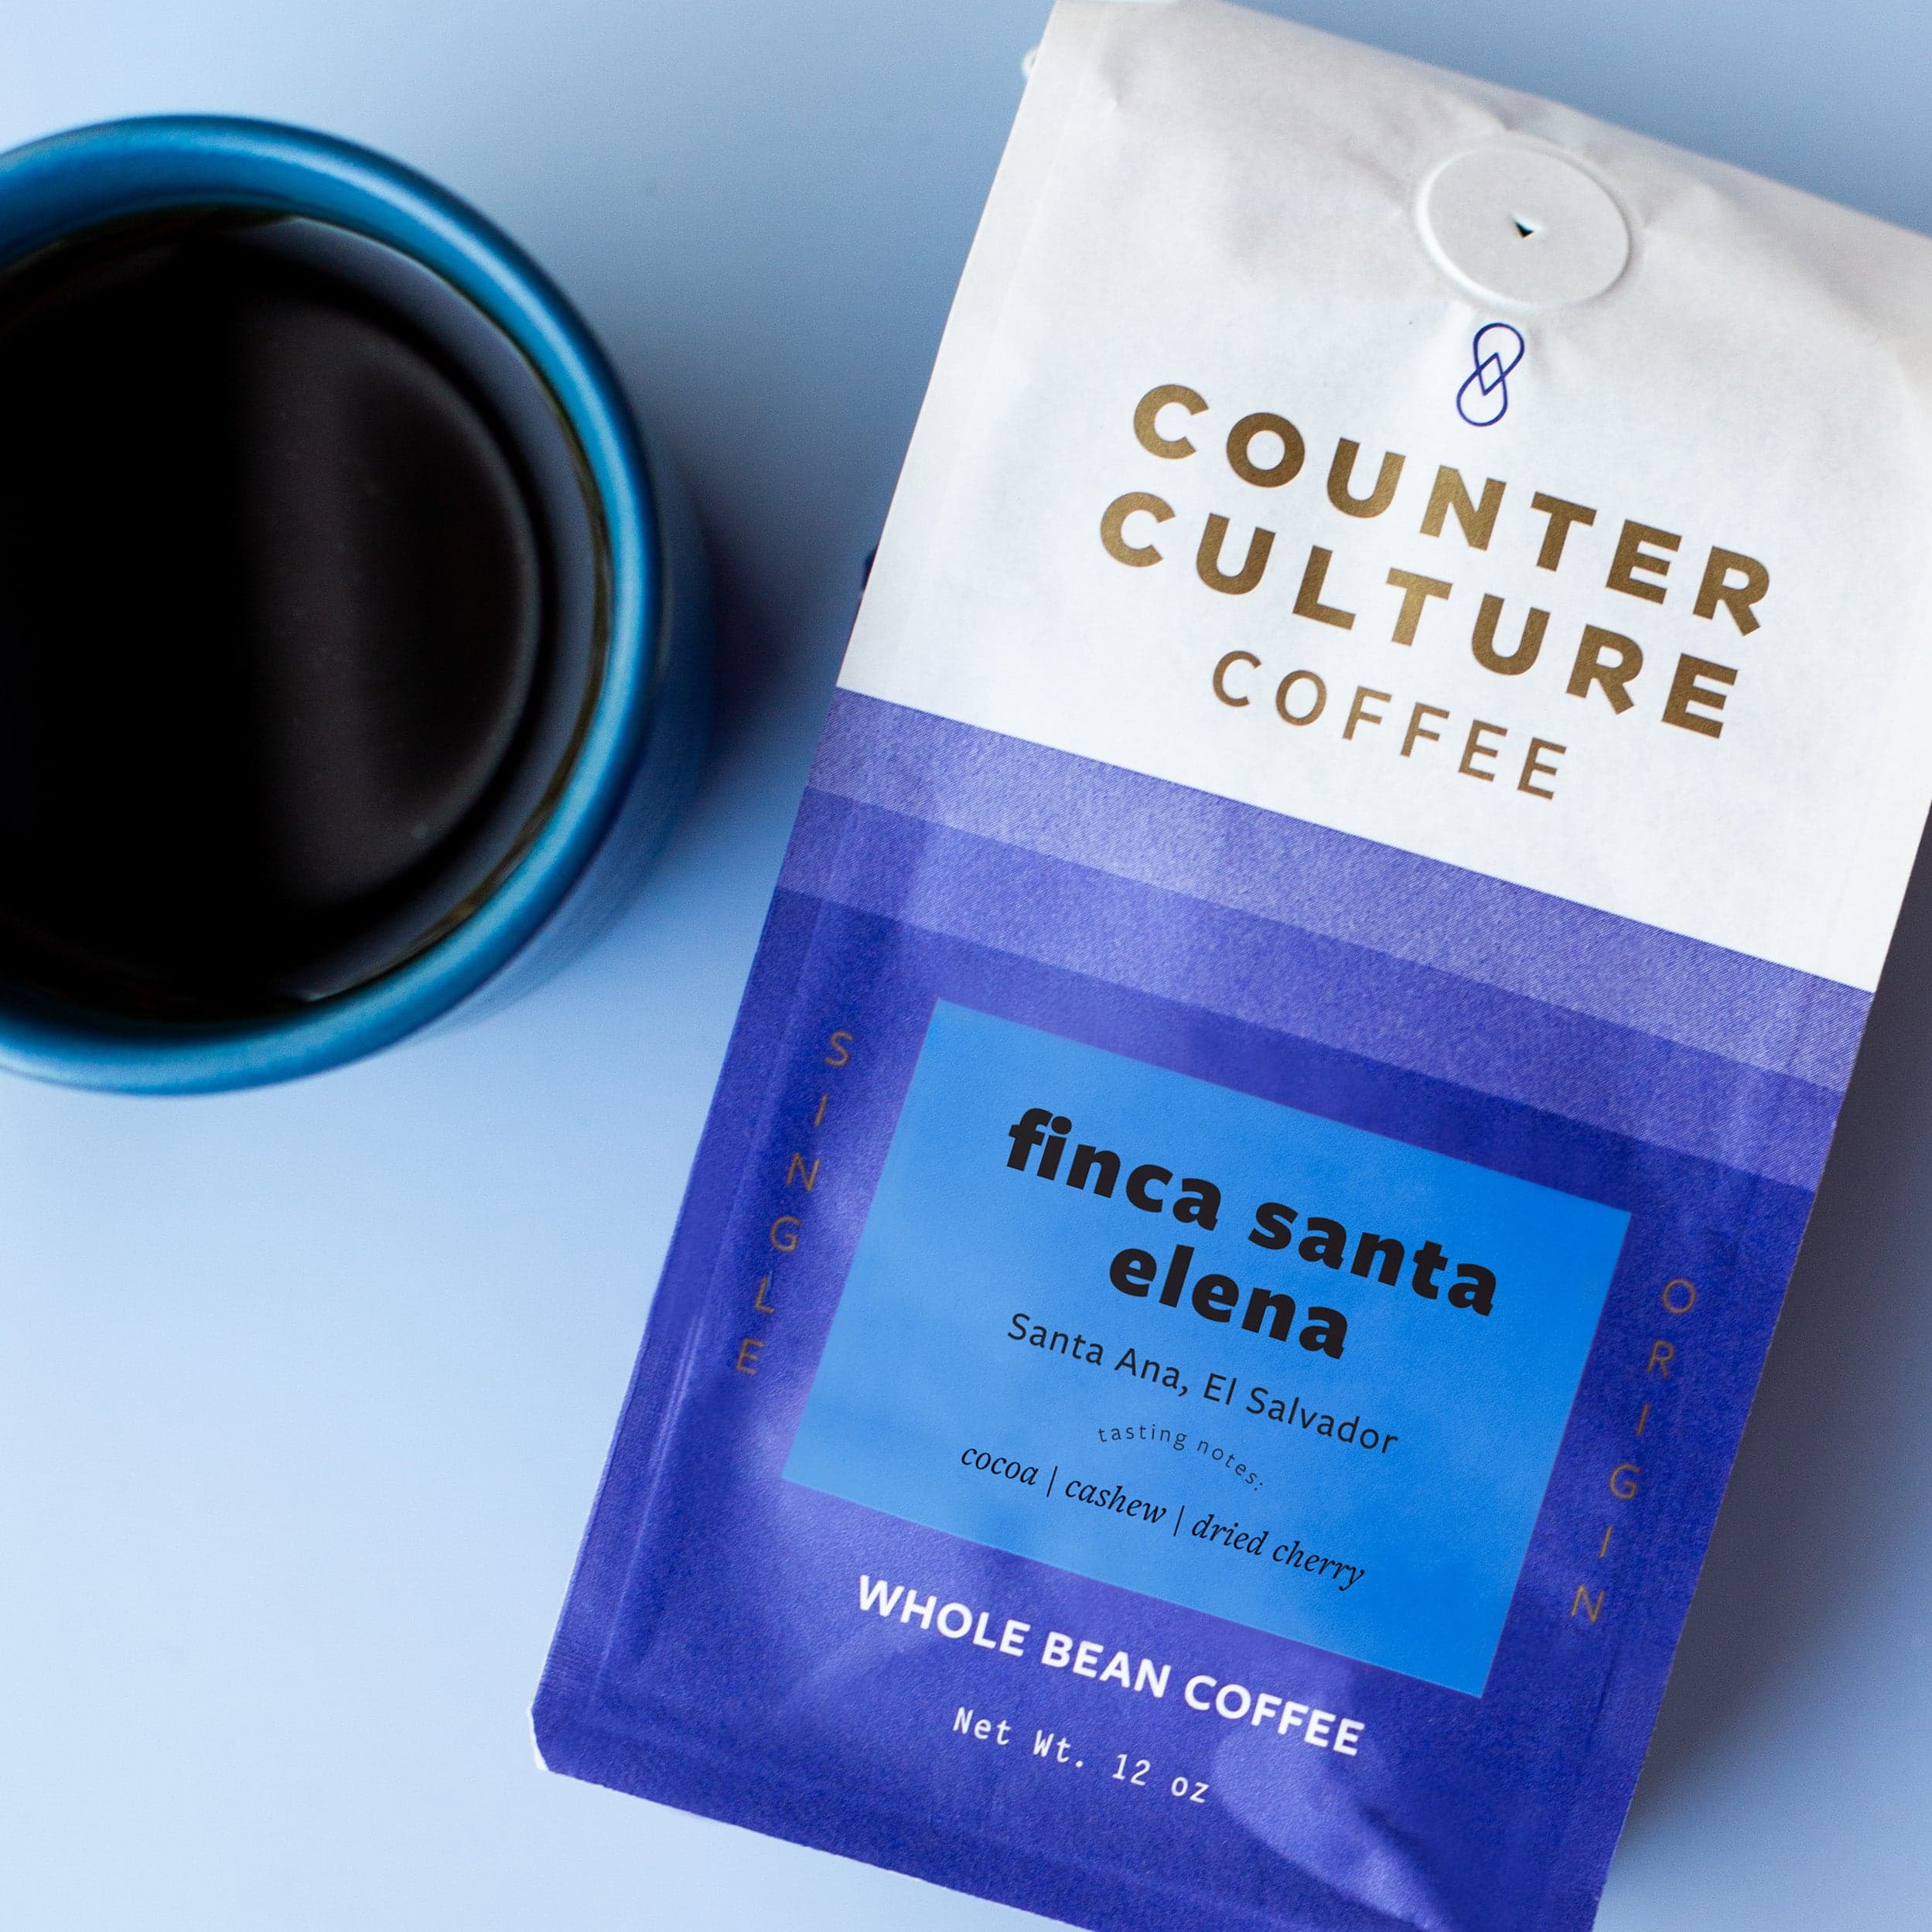 COUNTER
CULTURE
COFFEE
SINGLE
finca santa
elena
Santa Ana, El Salvador
tasting notes:
cocoa | cashew | dried cherry
ORIGIN
WHOLE BEAN COFFEE
Net Wt. 12 oz